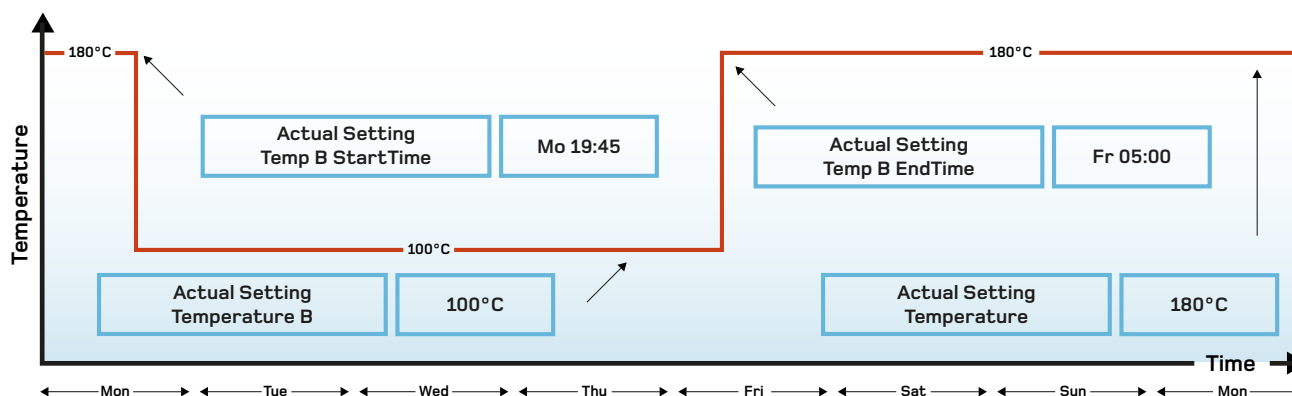 180°C
180°C
Actual Setting
Temp B StartTime
Mo 19:45
Actual Setting
Temp B EndTime
Fr 05:00
Temperature
100°C
Actual Setting
Temperature B
100°C
Actual Setting
Temperature
180°C
Time
Mon
Tue
Wed
Thu
Fri
Sat
Sun
Mon